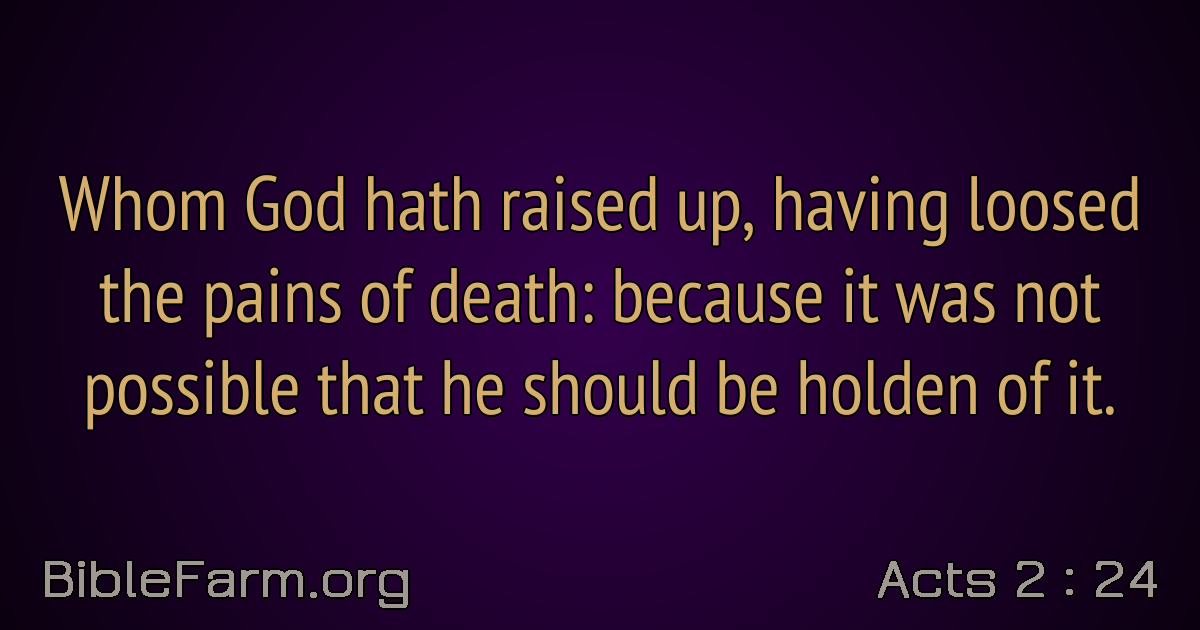 Whom God hath raised up, having loosed
the pains of death: because it was not
possible that he should be holden of it.
BibleFarm.org
Acts 2 : 24